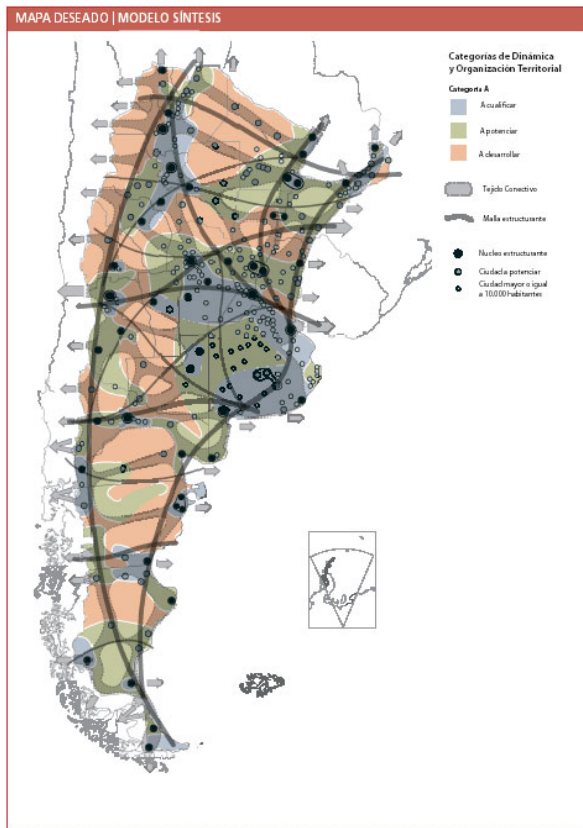 MAPA DESEADO | MODELO SÍNTESIS
Categorías de Dinámica
y Organización Territorial
Categoría A
A cualificar
A potenciar
A desarrollar
Tejido Conectivo
Malla estructurante
Nucleo estructurante
Ciudad a potenciar
Ciudad mayor o igual
a 10.000 habitantes